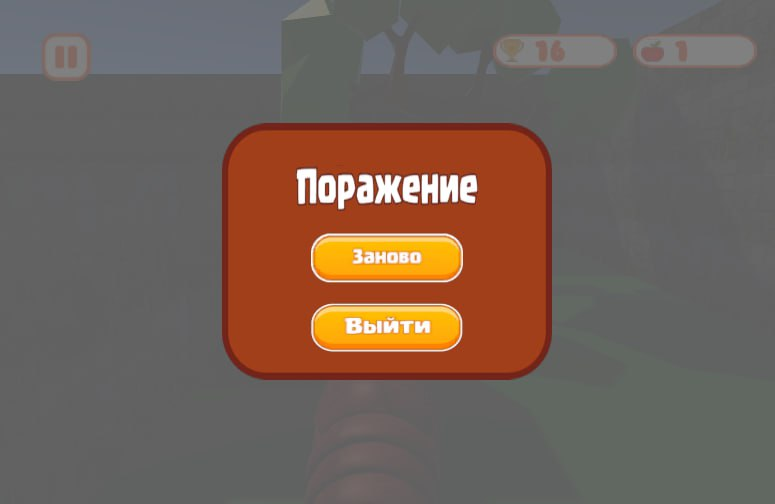 16
1
Поражение
Заново
Выйти